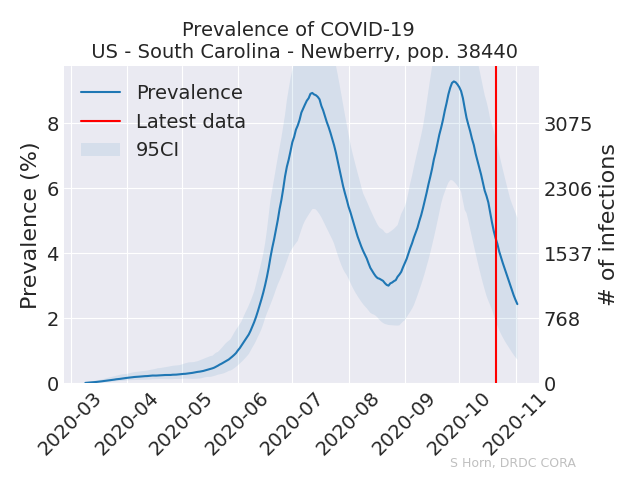 Prevalence of COVID-19
US - South Carolina - Newberry, pop. 38440
Prevalence
Latest data
95CI
Prevalence (%)
0
2
4
6
8
# of infections
0
768
1537
2306
3075
2020-03
2020-04
2020-05
2020-06
2020-07
2020-08
2020-09
2020-10
2020-11
S Horn, DRDC CORA